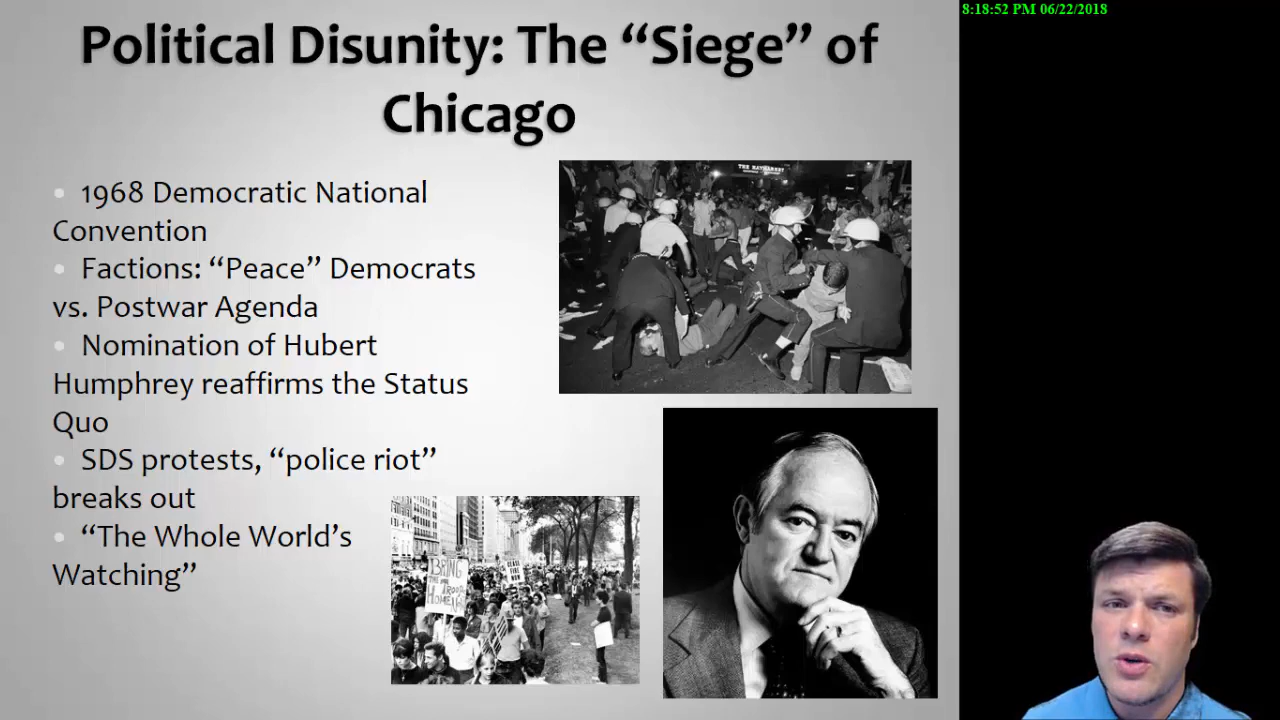 8:18:52 PM 06/22/2018
Political Disunity: The “Siege” of
Chicago
• 1968 Democratic National
Convention
• Factions: “Peace” Democrats
vs. Postwar Agenda
• Nomination of Hubert
Humphrey reaffirms the Status
Quo
• SDS protests, “police riot”
breaks out
• “The Whole World’s
Watching”
THE HAYMARKET
BRING
THE
TROOPS
HOME